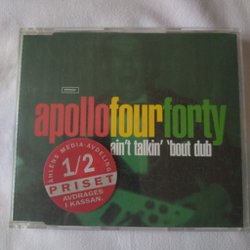 apollofourforty
ain't talkin' 'bout dub
ÅHLÉNS MEDIA-AVDELNING
1/2
PRISET
AVDRAGES
I KASSAN